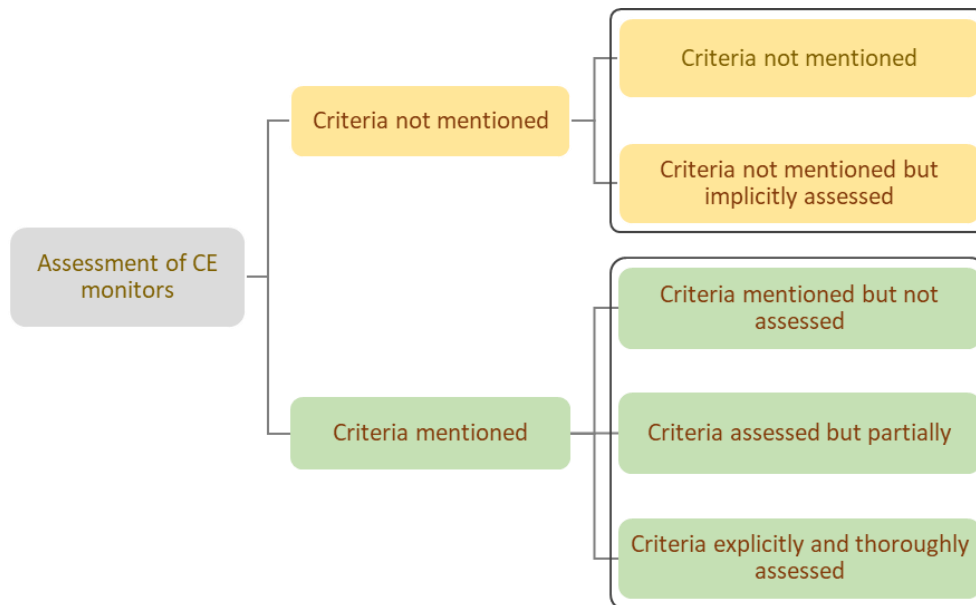 Assessment of CE
monitors
Criteria not mentioned
Criteria not mentioned
Criteria not mentioned but
implicitly assessed
Criteria mentioned
Criteria mentioned but not
assessed
Criteria assessed but partially
Criteria explicitly and thoroughly
assessed